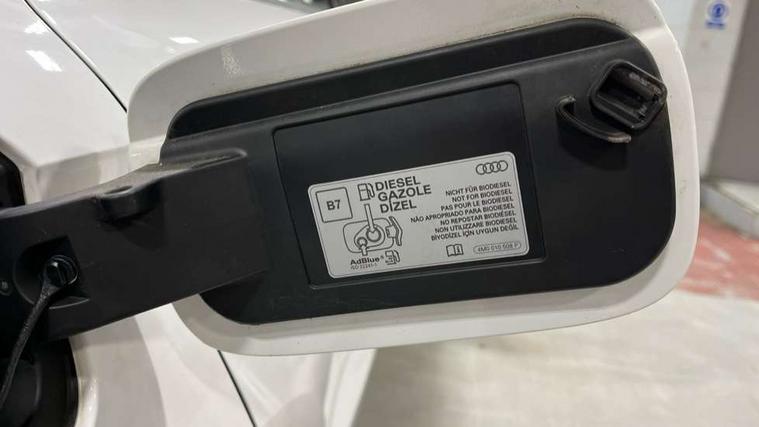 B7
DIESEL
GAZOLE
DİZEL
AdBlue®
ISO 22241-1
NICHT FÜR BIODIESEL
NOT FOR BIODIESEL
PAS POUR LE BIODIESEL
NÃO APROPRIADO PARA BIODIESEL
NO REPOSTAR BIODIÉSEL
NON UTILIZZARE BIODIESEL
BİYODİZEL İÇİN UYGUN DEĞİL
4M0 010 508 P